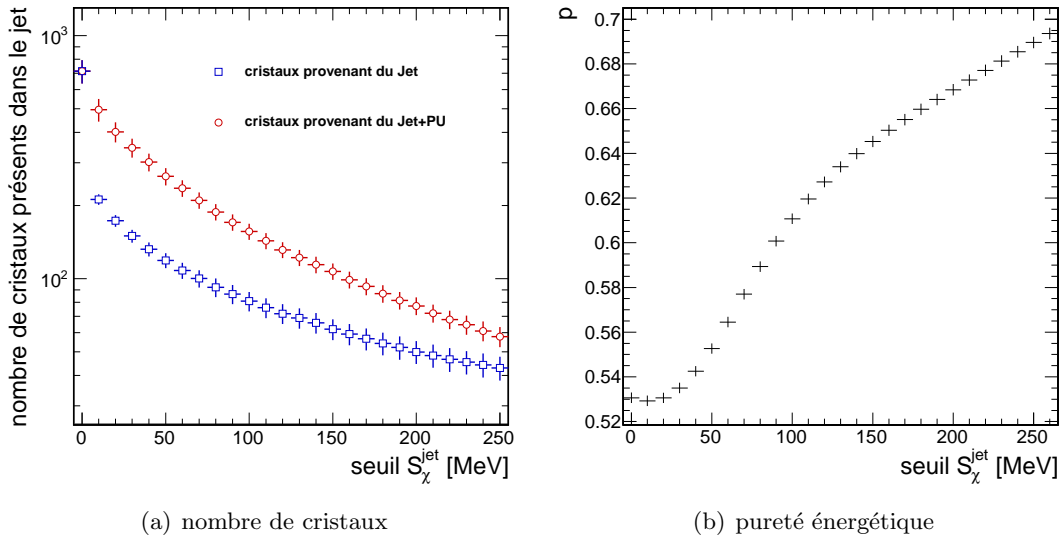 nombre de cristaux présents dans le jet
10³
10²
cristaux provenant du Jet
cristaux provenant du Jet+PU
0 50 100 150 200 250
seuil S_χ^jet [MeV]
(a) nombre de cristaux
p
0.7
0.68
0.66
0.64
0.62
0.6
0.58
0.56
0.54
0.52
0 50 100 150 200 250
seuil S_χ^jet [MeV]
(b) pureté énergétique